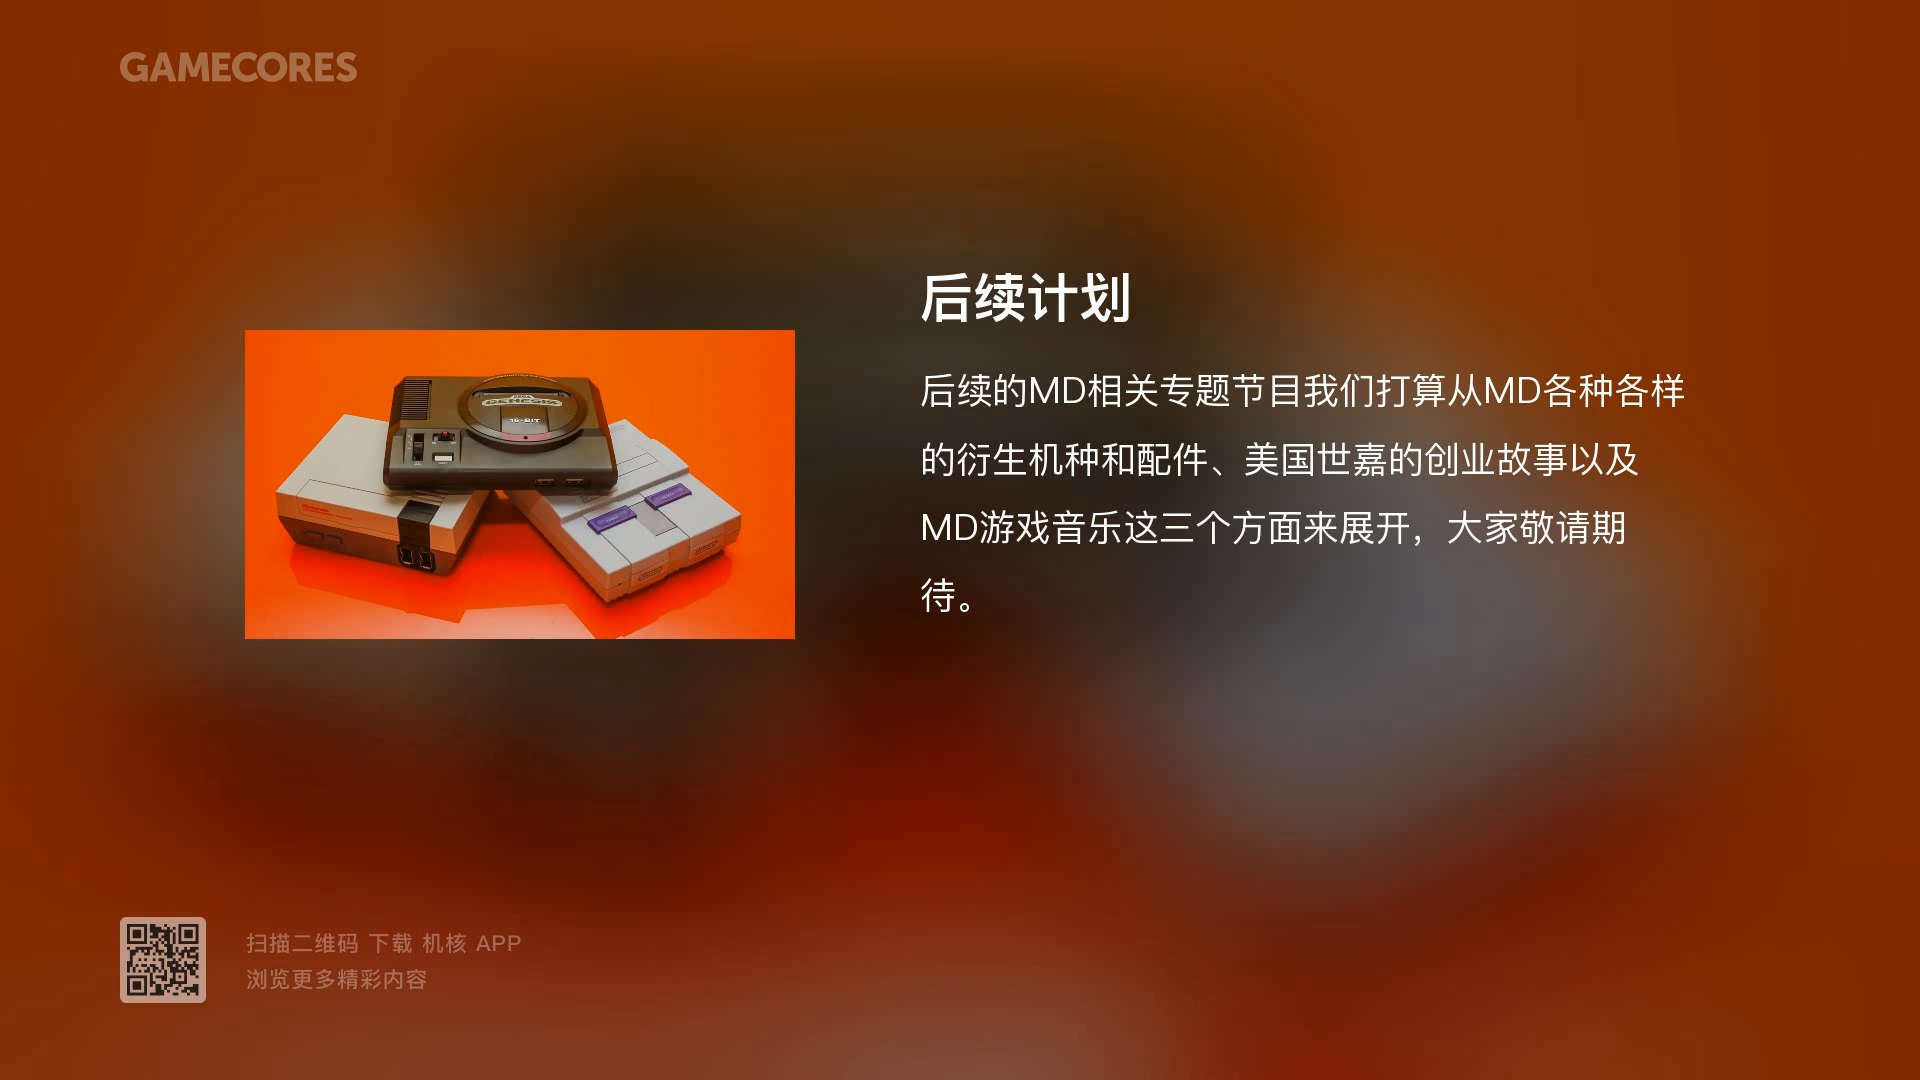 GAMECORES
后续计划
后续的MD相关专题节目我们打算从MD各种各样
的衍生机种和配件、美国世嘉的创业故事以及
MD游戏音乐这三个方面来展开，大家敬请期
待。
GENESIS
16-BIT
Nintendo
扫描二维码 下载 机核 APP
浏览更多精彩内容